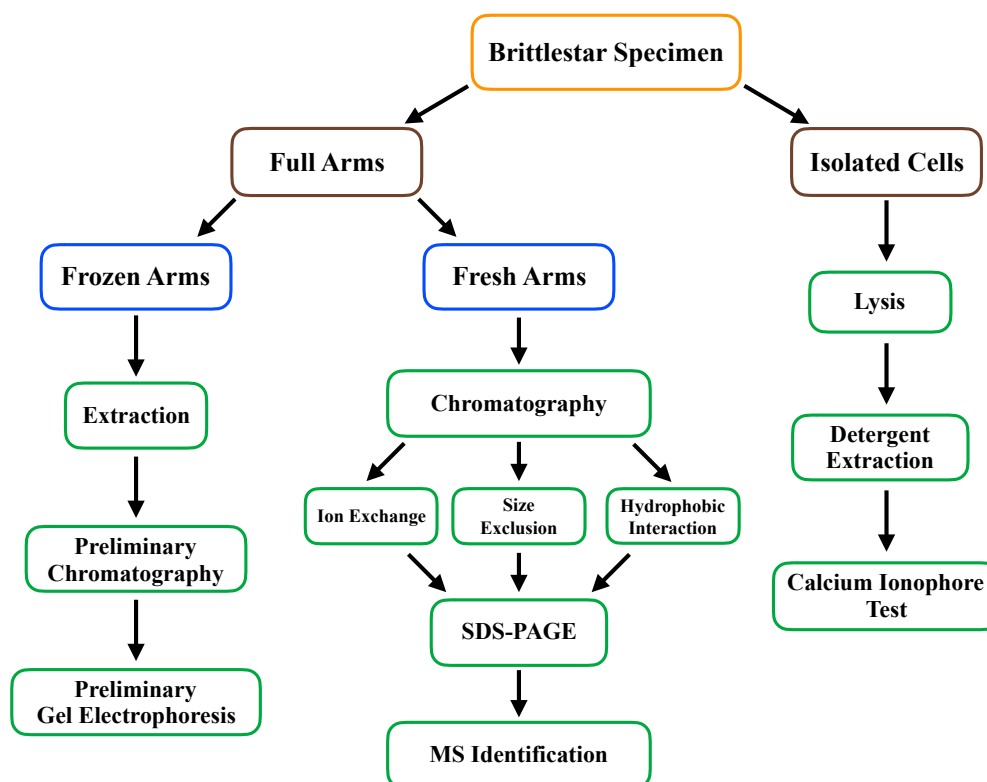 Brittlestar Specimen
Full Arms
Isolated Cells
Frozen Arms
Fresh Arms
Lysis
Extraction
Chromatography
Detergent
Extraction
Ion Exchange
Size
Exclusion
Hydrophobic
Interaction
Preliminary
Chromatography
Calcium Ionophore
Test
SDS-PAGE
Preliminary
Gel Electrophoresis
MS Identification